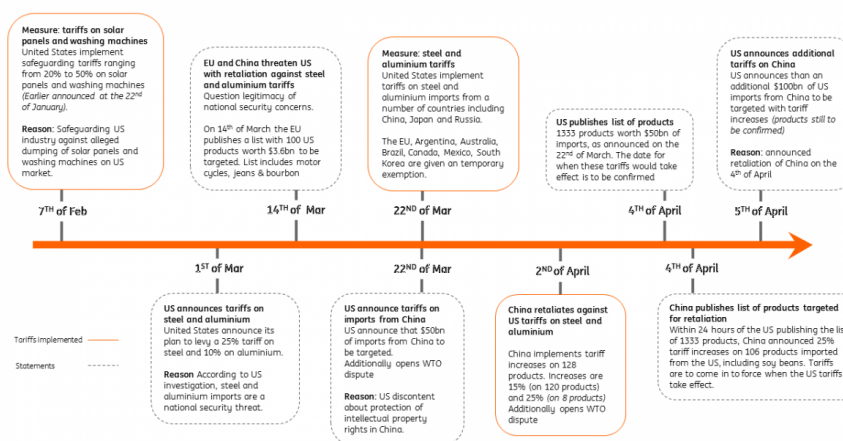 Measure: tariffs on solar
panels and washing machines
United States implement
safeguarding tariffs ranging
from 20% to 50% on solar
panels and washing machines
(Earlier announced at the 22nd
of January).
Reason: Safeguarding US
industry against alleged
dumping of solar panels and
washing machines on US
market.
EU and China threaten US
with retaliation against steel
and aluminium tariffs
Question legitimacy of
national security concerns.
On 14th of March the EU
publishes a list with 100 US
products worth $3.6bn to be
targeted. List includes motor
cycles, jeans & bourbon
Measure: steel and
aluminium tariffs
United States implement
tariffs on steel and
aluminium imports from a
number of countries including
China, Japan and Russia.
The EU, Argentina, Australia,
Brazil, Canada, Mexico, South
Korea are given an temporary
exemption.
US publishes list of products
1333 products worth $50bn of
imports, as announced on the
22nd of March. The date for
when these tariffs would take
effect is to be confirmed
US announces additional
tariffs on China
US announces than an
additional $100bn of US
imports from China to be
targeted with tariff
increases (products still to
be confirmed)
Reason: announced
retaliation of China on the
4th of April
7TH of Feb
14TH of Mar
22ND of Mar
4TH of April
5TH of April
1ST of Mar
22ND of Mar
2ND of April
4TH of April
US announces tariffs on
steel and aluminium
United States announce its
plan to levy a 25% tariff on
steel and 10% on aluminium.
Reason According to US
investigation, steel and
aluminium imports are a
national security threat.
US announce tariffs on
imports from China
US announce that $50bn
of imports from China to
be targeted.
Additionally opens WTO
dispute
Reason: US discontent
about protection of
intellectual property
rights in China.
China retaliates against
US tariffs on steel and
aluminium
China implements tariff
increases on 128
products. Increases are
15% (on 120 products)
and 25% (on 8 products)
Additionally opens WTO
dispute
China publishes list of products targeted
for retaliation
Within 24 hours of the US publishing the lis
of 1333 products, China announced 25%
tariff increases on 106 products imported
from the US, including soy beans. Tariffs
are to come in to force when the US tariffs
take effect.
Tariffs implemented
Statements